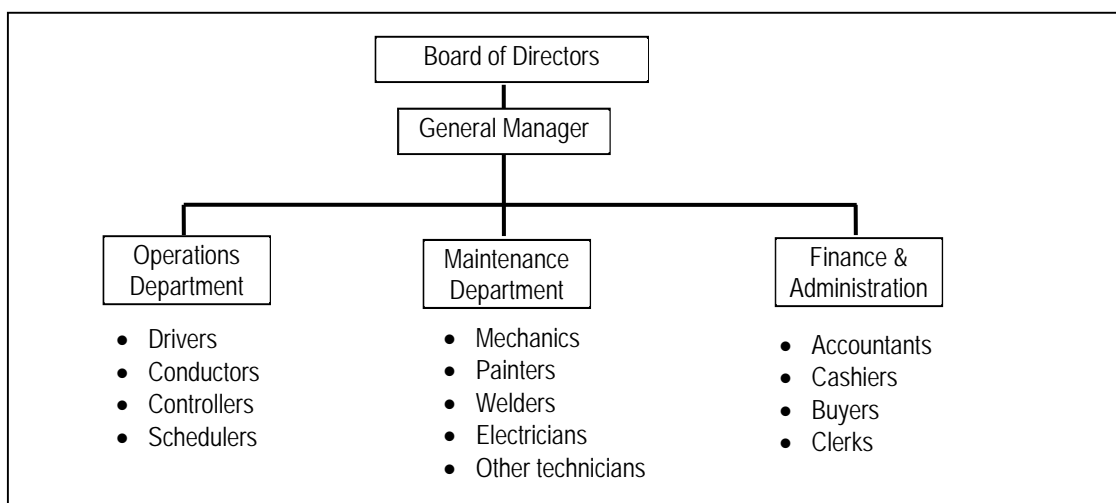 Board of Directors
General Manager
Operations
Department
• Drivers
• Conductors
• Controllers
• Schedulers
Maintenance
Department
• Mechanics
• Painters
• Welders
• Electricians
• Other technicians
Finance &
Administration
• Accountants
• Cashiers
• Buyers
• Clerks